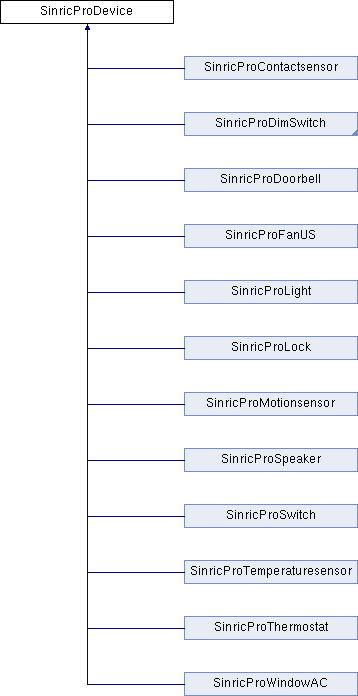 SinricProDevice
SinricProContactsensor
SinricProDimSwitch
SinricProDoorbell
SinricProFanUS
SinricProLight
SinricProLock
SinricProMotionsensor
SinricProSpeaker
SinricProSwitch
SinricProTemperaturesensor
SinricProThermostat
SinricProWindowAC